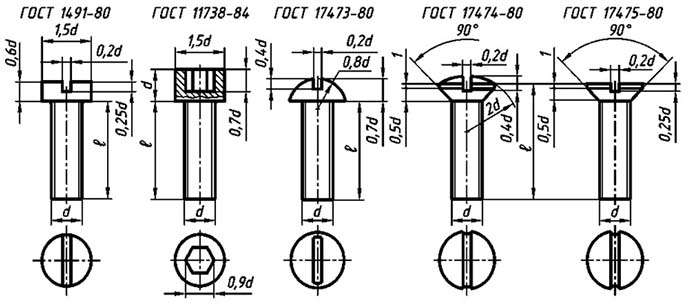 ГОСТ 1491-80
1,5d
0,2d
0,6d
0,25d
ℓ
d
ГОСТ 11738-84
1,5d
d
0,7d
ℓ
d
0,9d
ГОСТ 17473-80
0,2d
0,4d
0,8d
0,7d
ℓ
d
ГОСТ 17474-80
90°
1
0,2d
0,5d
2d
0,4d
ℓ
d
ГОСТ 17475-80
90°
1
0,2d
0,5d
0,25d
d